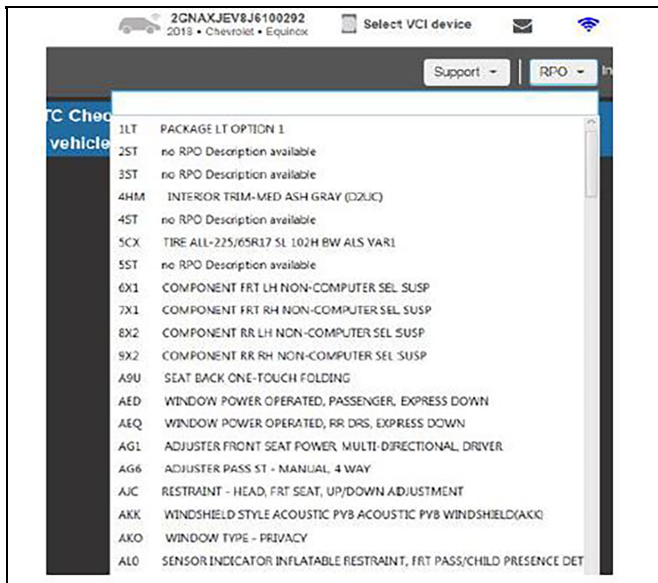 2GNAXJEV8J6100292
2018 • Chevrolet • Equinox
Select VCI device
Support
RPO
In
TC Chec
vehicle
1LT PACKAGE LT OPTION 1
2ST no RPO Description available
3ST no RPO Description available
4HM INTERIOR TRIM-MED ASH GRAY (D2UC)
4ST no RPO Description available
5CX TIRE ALL-225/65R17 SL 102H BW ALS VAR1
5ST no RPO Description available
6X1 COMPONENT FRT LH NON-COMPUTER SEL SUSP
7X1 COMPONENT FRT RH NON-COMPUTER SEL SUSP
8X2 COMPONENT RR LH NON-COMPUTER SEL SUSP
9X2 COMPONENT RR RH NON-COMPUTER SEL SUSP
A9U SEAT BACK ONE-TOUCH FOLDING
AED WINDOW POWER OPERATED, PASSENGER, EXPRESS DOWN
AEQ WINDOW POWER OPERATED, RR DRS, EXPRESS DOWN
AG1 ADJUSTER FRONT SEAT POWER, MULTI-DIRECTIONAL, DRIVER
AG6 ADJUSTER PASS ST - MANUAL, 4 WAY
AJC RESTRAINT - HEAD, FRT SEAT, UP/DOWN ADJUSTMENT
AKK WINDSHIELD STYLE ACOUSTIC PVB ACOUSTIC PVB WINDSHIELD(AKK)
AKO WINDOW TYPE - PRIVACY
AL0 SENSOR INDICATOR INFLATABLE RESTRAINT, FRT PASS/CHILD PRESENCE DET